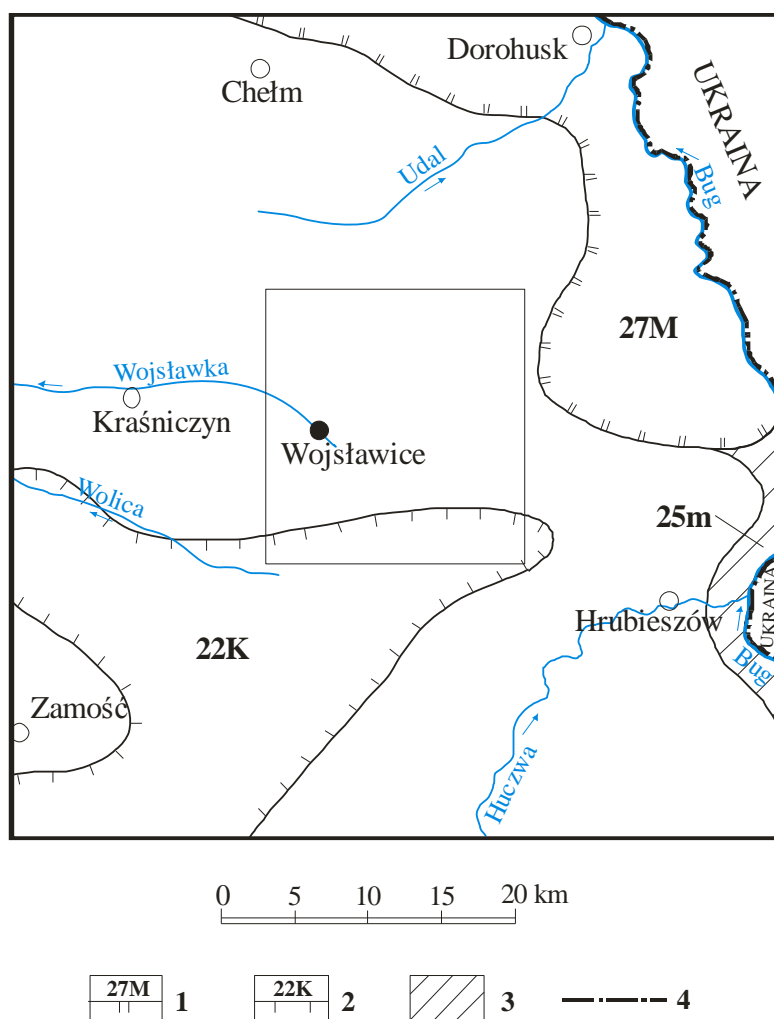 Dorohusk
Chełm
UKRAINA
Udal
Bug
27M
Wojsławka
Kraśniczyn
Wojsławice
Wolica
25m
UKRAINA
Hrubieszów
22K
Bug
Zamość
Huczwa
0 5 10 15 20 km
27M 1 22K 2 3 4